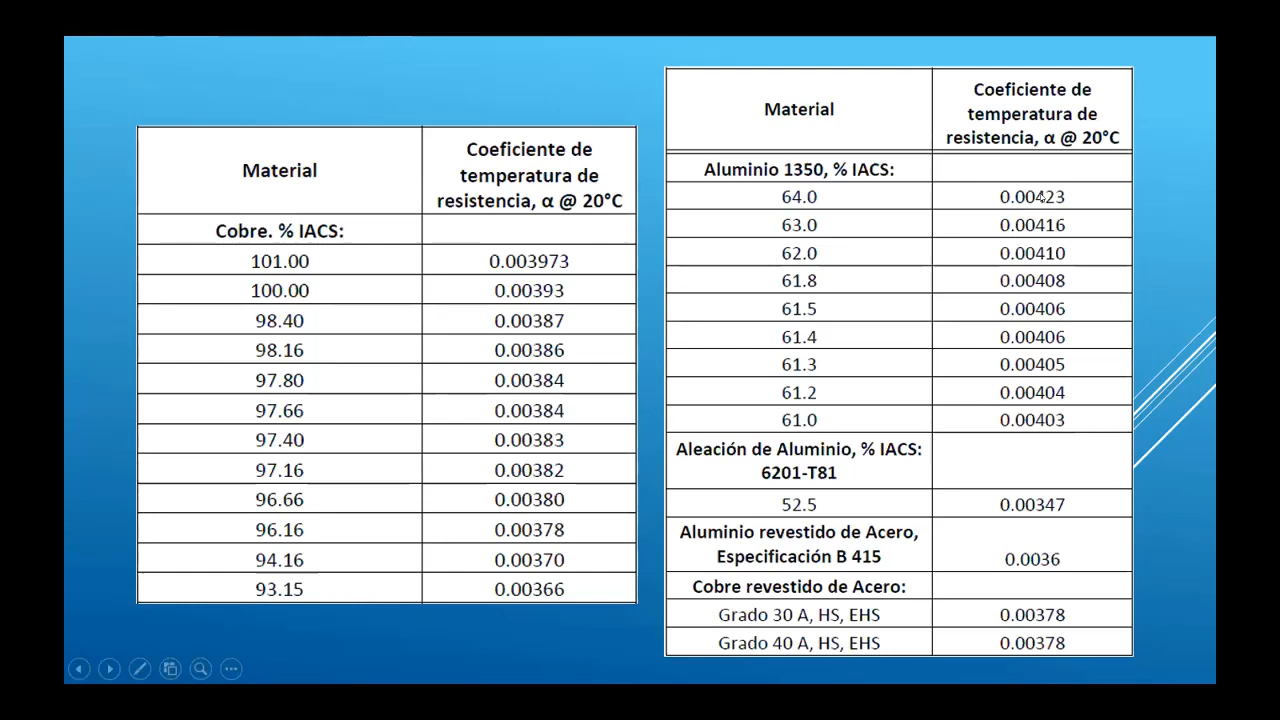 Material
Coeficiente de
temperatura de
resistencia, α @ 20°C
Cobre. % IACS:
101.00 0.003973
100.00 0.00393
98.40 0.00387
98.16 0.00386
97.80 0.00384
97.66 0.00384
97.40 0.00383
97.16 0.00382
96.66 0.00380
96.16 0.00378
94.16 0.00370
93.15 0.00366
Material
Coeficiente de
temperatura de
resistencia, α @ 20°C
Aluminio 1350, % IACS:
64.0 0.00423
63.0 0.00416
62.0 0.00410
61.8 0.00408
61.5 0.00406
61.4 0.00406
61.3 0.00405
61.2 0.00404
61.0 0.00403
Aleación de Aluminio, % IACS:
6201-T81
52.5 0.00347
Aluminio revestido de Acero,
Especificación B 415
0.0036
Cobre revestido de Acero:
Grado 30 A, HS, EHS 0.00378
Grado 40 A, HS, EHS 0.00378